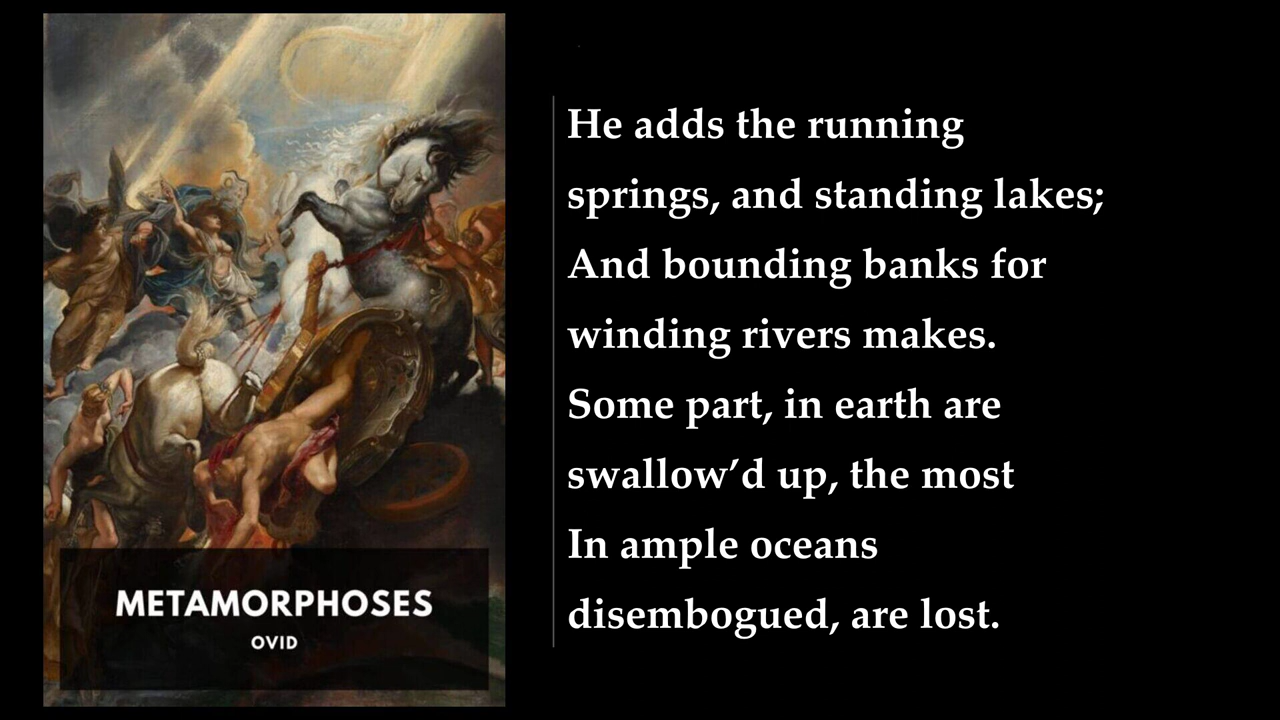 METAMORPHOSES
OVID
He adds the running
springs, and standing lakes;
And bounding banks for
winding rivers makes.
Some part, in earth are
swallow’d up, the most
In ample oceans
disembogued, are lost.